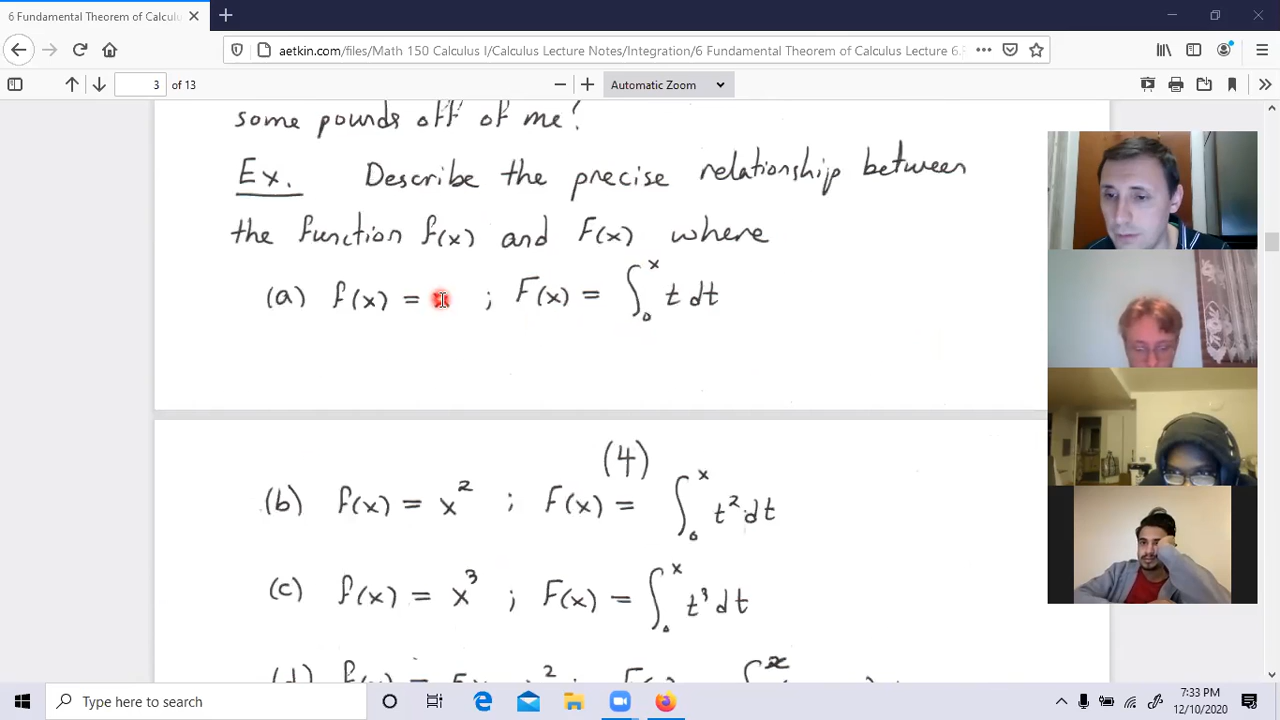 6 Fundamental Theorem of Calculu
aetkin.com/files/Math 150 Calculus I/Calculus Lecture Notes/Integration/6 Fundamental Theorem of Calculus Lecture 6.
3 of 13
Automatic Zoom
some pounds off of me?
Ex. Describe the precise relationship between
the function f(x) and F(x) where
(a) f(x) = x ; F(x) = ∫₀ˣ t dt
(4)
(b) f(x) = x² ; F(x) = ∫₀ˣ t² dt
(c) f(x) = x³ ; F(x) = ∫₀ˣ t³ dt
Type here to search
7:33 PM
12/10/2020